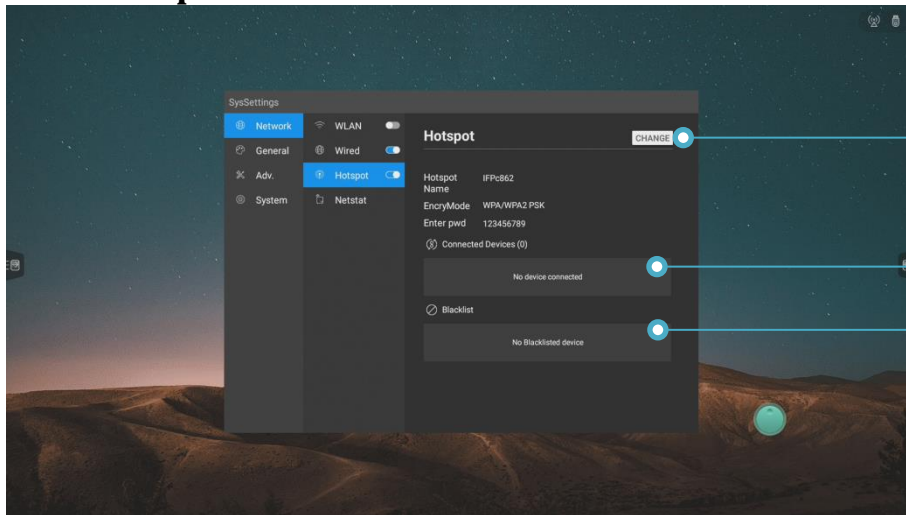 SysSettings
Network
General
Adv.
System
WLAN
Wired
Hotspot
Netstat
Hotspot
CHANGE
Hotspot Name
IFPc862
EncryMode WPA/WPA2 PSK
Enter pwd 123456789
Connected Devices (0)
No device connected
Blacklist
No Blacklisted device